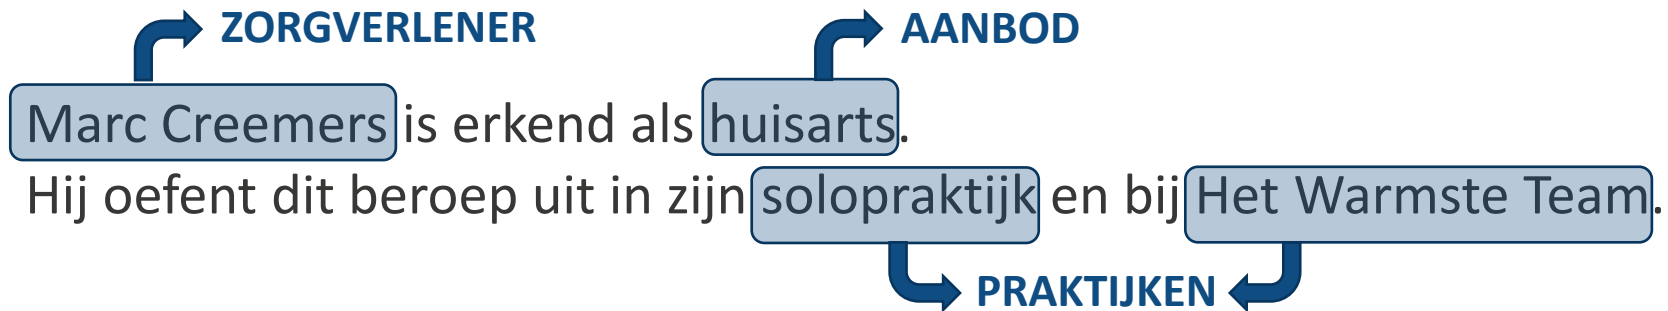 ZORGVERLENER AANBOD
Marc Creemers is erkend als huisarts.
Hij oefent dit beroep uit in zijn solopraktijk en bij Het Warmste Team.
PRAKTIJKEN